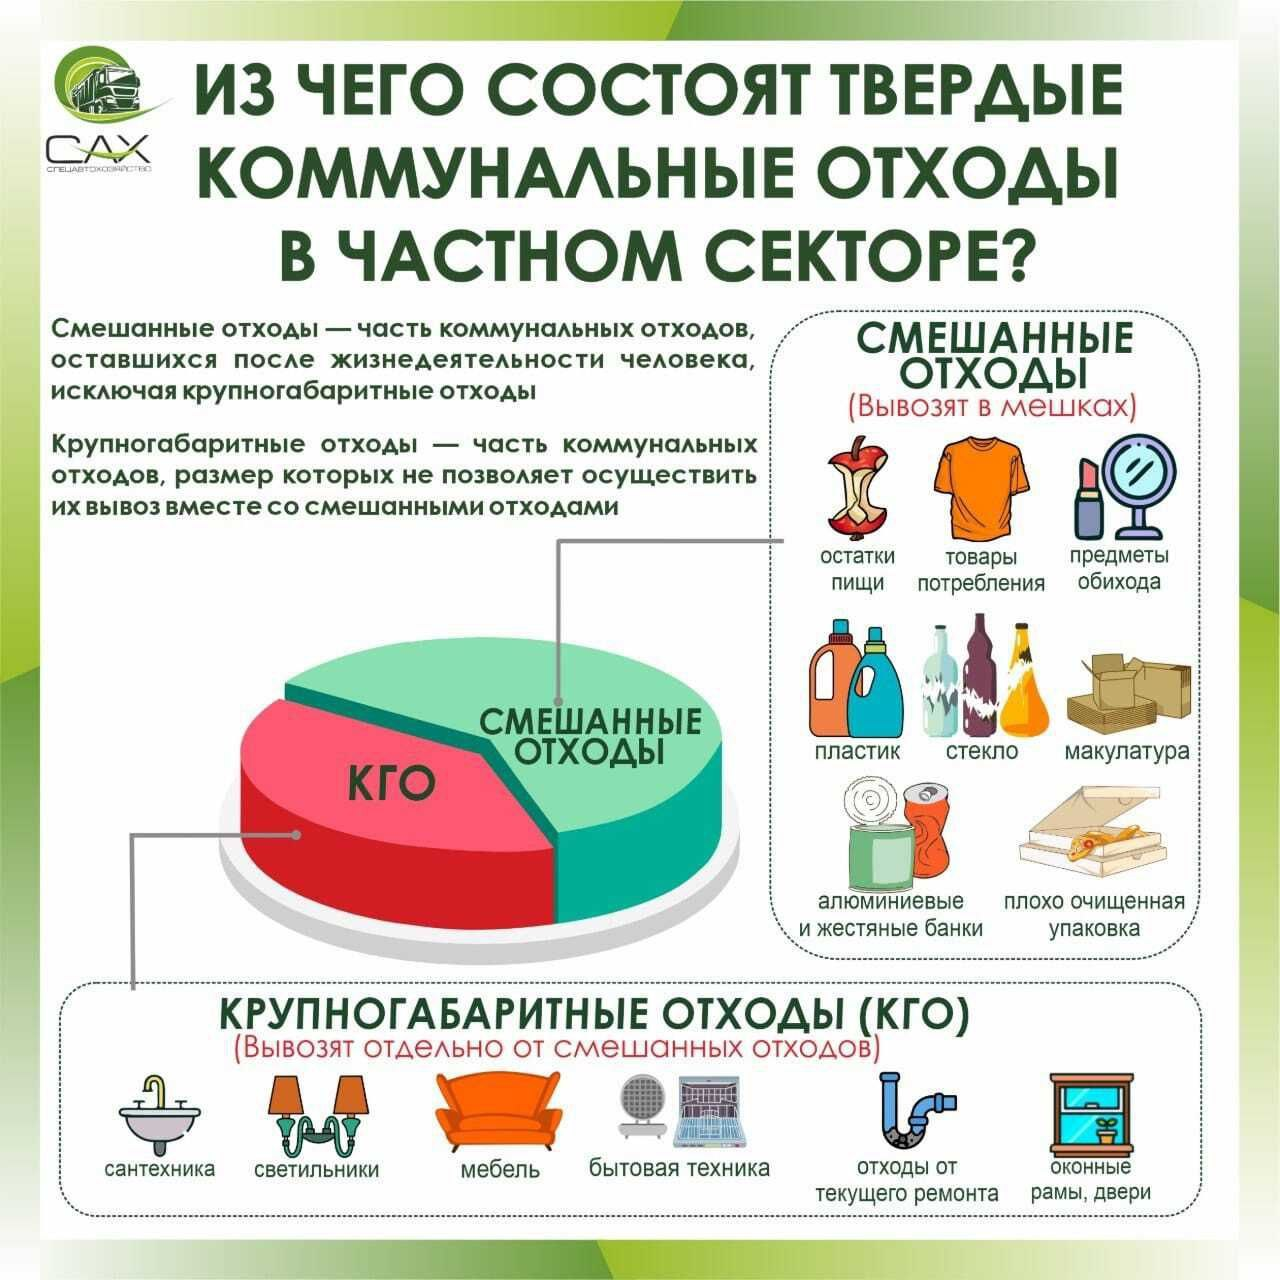 САХ
СПЕЦАВТОХОЗЯЙСТВО
ИЗ ЧЕГО СОСТОЯТ ТВЕРДЫЕ
КОММУНАЛЬНЫЕ ОТХОДЫ
В ЧАСТНОМ СЕКТОРЕ?
Смешанные отходы — часть коммунальных отходов,
оставшихся после жизнедеятельности человека,
исключая крупногабаритные отходы
Крупногабаритные отходы — часть коммунальных
отходов, размер которых не позволяет осуществить
их вывоз вместе со смешанными отходами
СМЕШАННЫЕ
ОТХОДЫ
(Вывозят в мешках)
остатки
пищи
товары
потребления
предметы
обихода
пластик
стекло
макулатура
алюминиевые
и жестяные банки
плохо очищенная
упаковка
СМЕШАННЫЕ
ОТХОДЫ
КГО
КРУПНОГАБАРИТНЫЕ ОТХОДЫ (КГО)
(Вывозят отдельно от смешанных отходов)
сантехника
светильники
мебель
бытовая техника
отходы от
текущего ремонта
оконные
рамы, двери